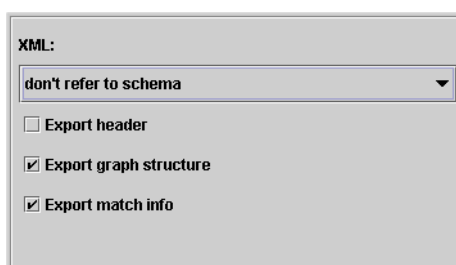 XML:
don't refer to schema
Export header
Export graph structure
Export match info